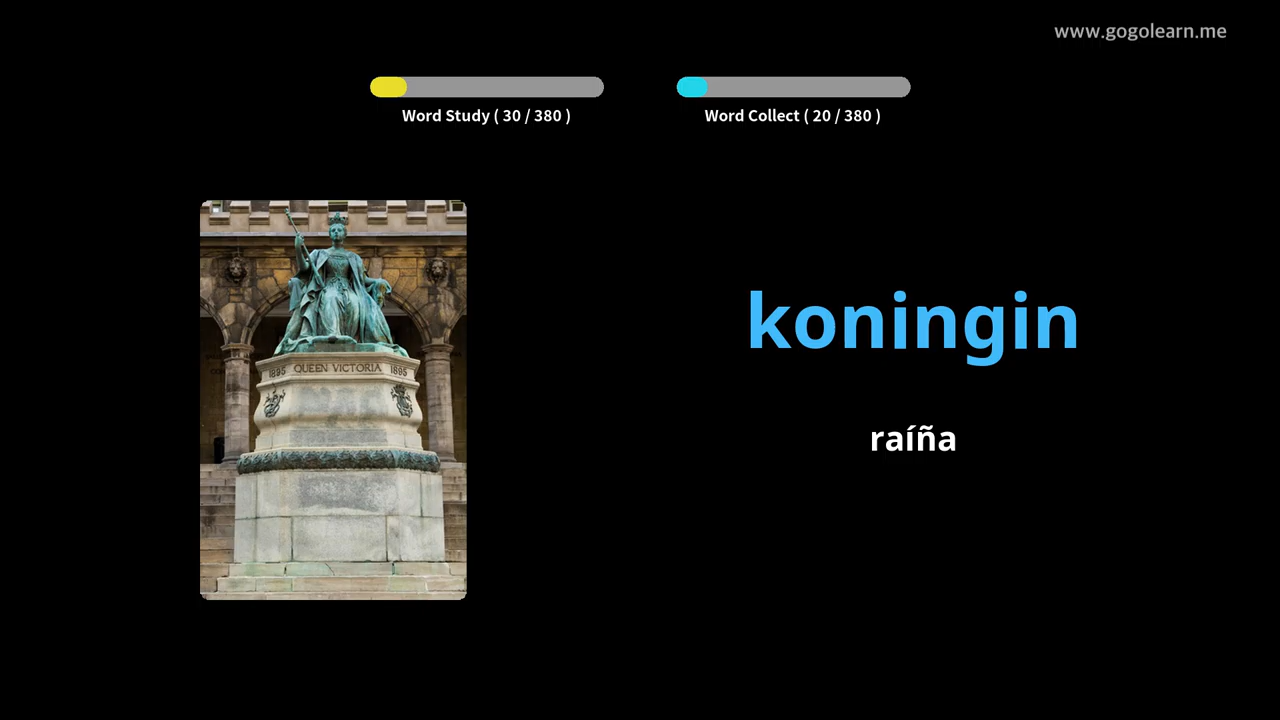 www.gogolearn.me
Word Study ( 30 / 380 )
Word Collect ( 20 / 380 )
1895 QUEEN VICTORIA 1895
koningin
raíña